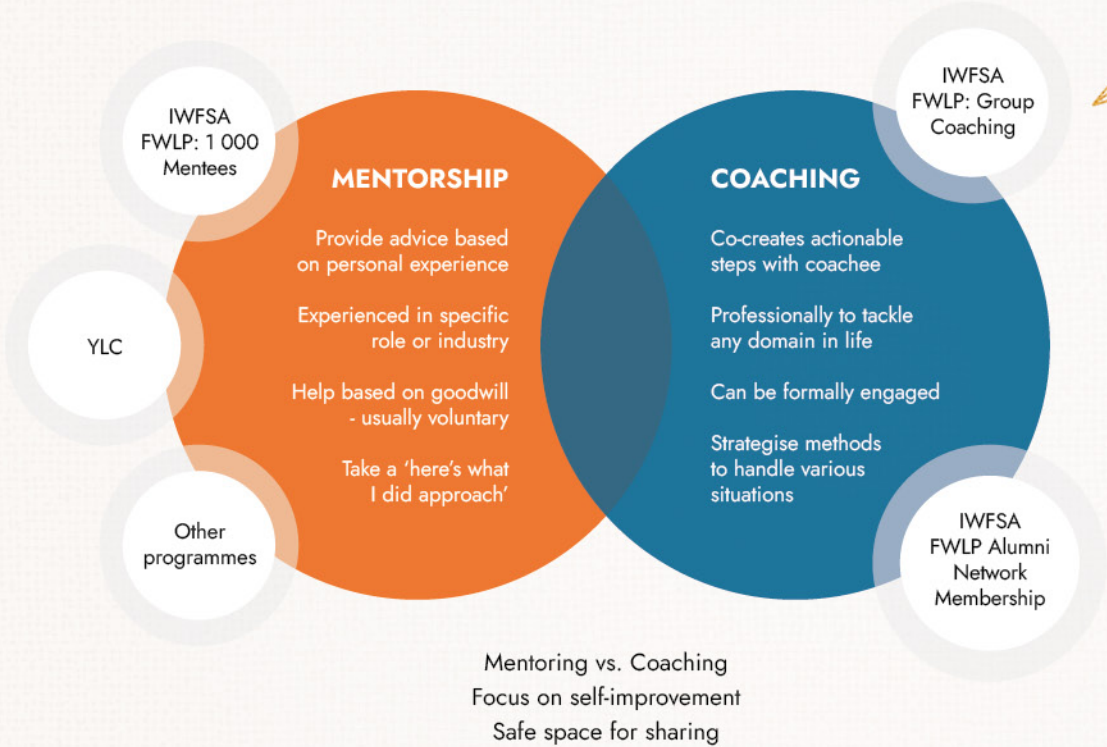 IWFSA
FWLP: 1 000
Mentees
YLC
Other
programmes
MENTORSHIP
Provide advice based
on personal experience
Experienced in specific
role or industry
Help based on goodwill
- usually voluntary
Take a ‘here’s what
I did approach’
COACHING
Co-creates actionable
steps with coachee
Professionally to tackle
any domain in life
Can be formally engaged
Strategise methods
to handle various
situations
IWFSA
FWLP: Group
Coaching
IWFSA
FWLP Alumni
Network
Membership
Mentoring vs. Coaching
Focus on self-improvement
Safe space for sharing